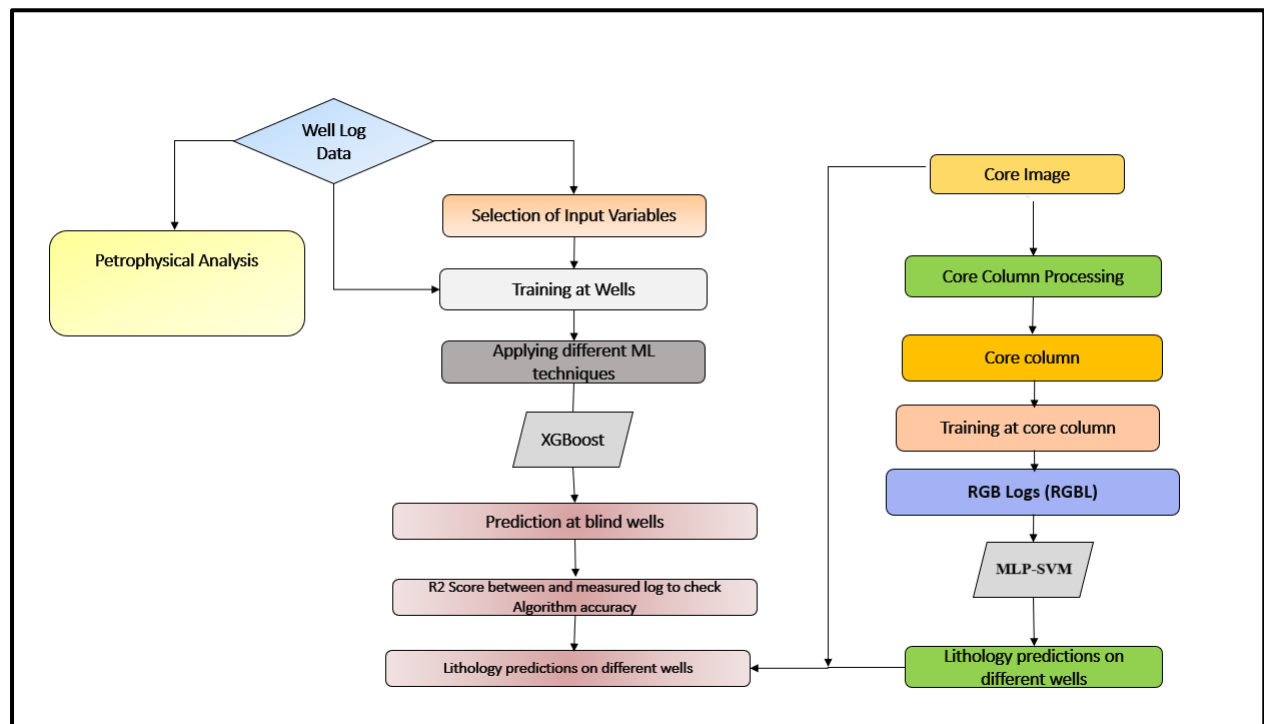 Well Log
Data
Petrophysical Analysis
Selection of Input Variables
Training at Wells
Applying different ML
techniques
XGBoost
Prediction at blind wells
R2 Score between and measured log to check
Algorithm accuracy
Lithology predictions on different wells
Core Image
Core Column Processing
Core column
Training at core column
RGB Logs (RGBL)
MLP-SVM
Lithology predictions on
different wells